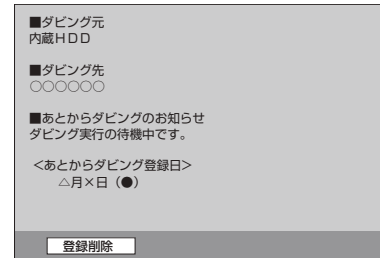 ■ダビング元
内蔵HDD
■ダビング先
○○○○○○
■あとからダビングのお知らせ
ダビング実行の待機中です。
<あとからダビング登録日>
△月×日(●)
登録削除